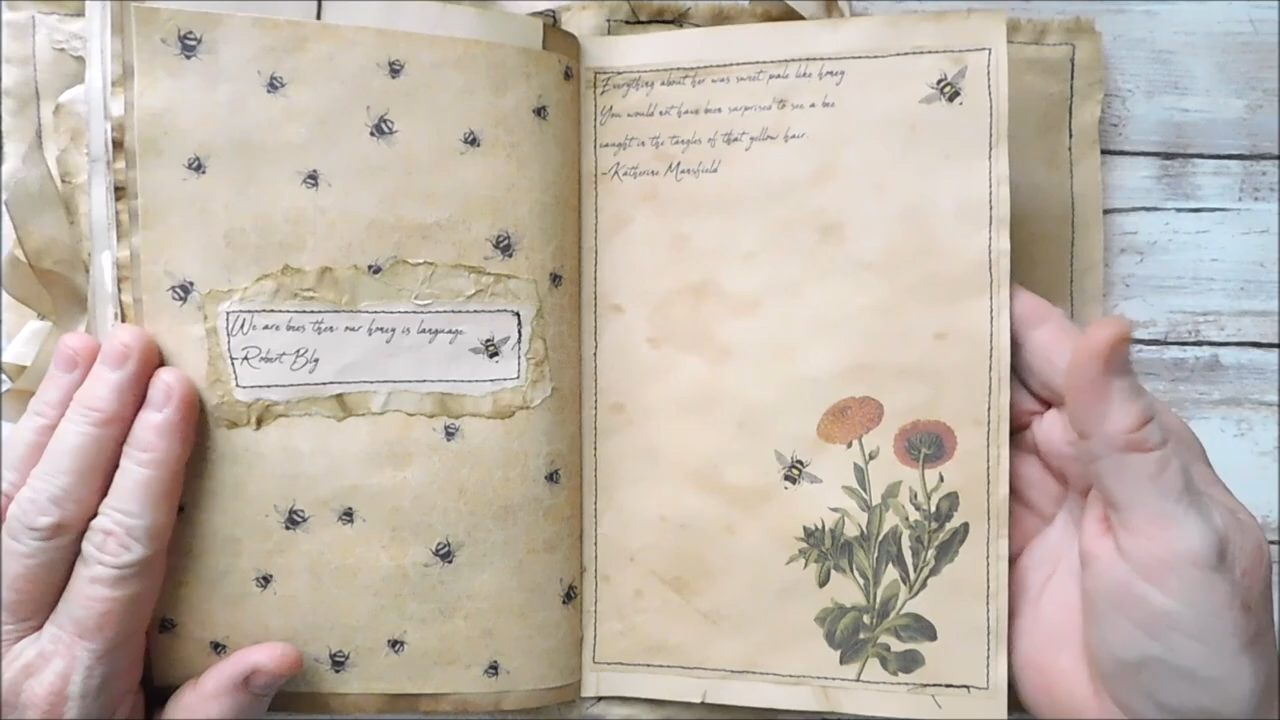 We are bees then: our honey is language
-Robert Bly
Everything about her was sweet, pale like honey
You would not have been surprised to see a bee
caught in the tangles of that yellow hair.
-Katherine Mansfield